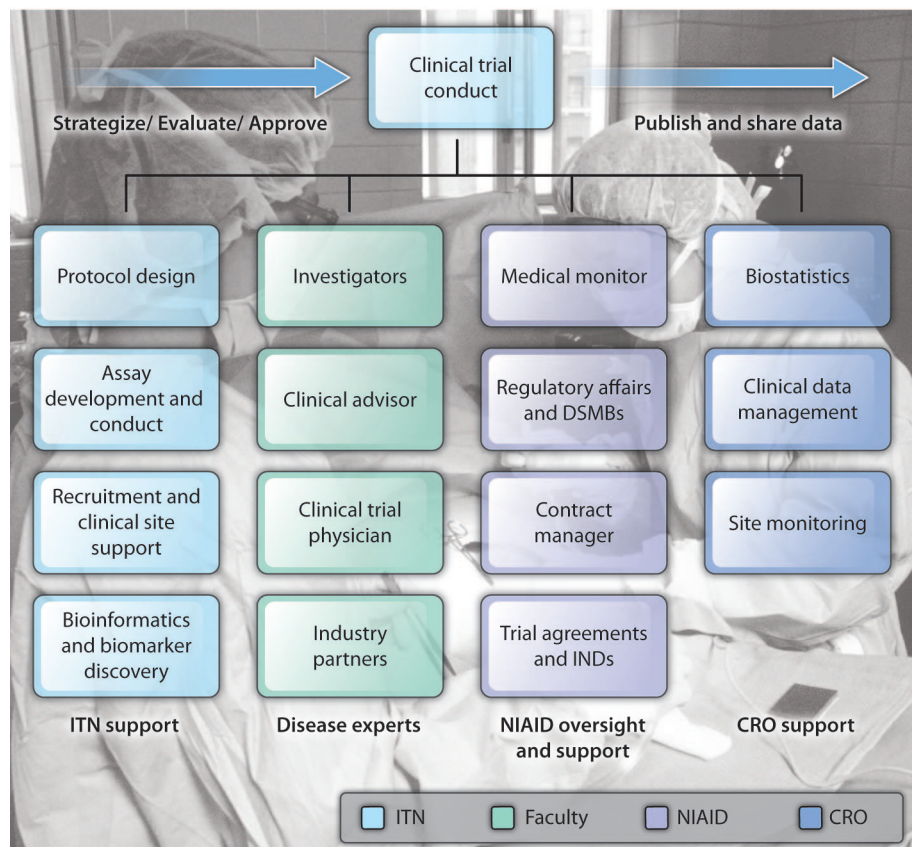 Clinical trial
conduct
Strategize/ Evaluate/ Approve
Publish and share data
Protocol design
Assay
development and
conduct
Recruitment and
clinical site
support
Bioinformatics
and biomarker
discovery
ITN support
Investigators
Clinical advisor
Clinical trial
physician
Industry
partners
Disease experts
Medical monitor
Regulatory affairs
and DSMBs
Contract
manager
Trial agreements
and INDs
NIAID oversight
and support
Biostatistics
Clinical data
management
Site monitoring
CRO support
ITN
Faculty
NIAID
CRO